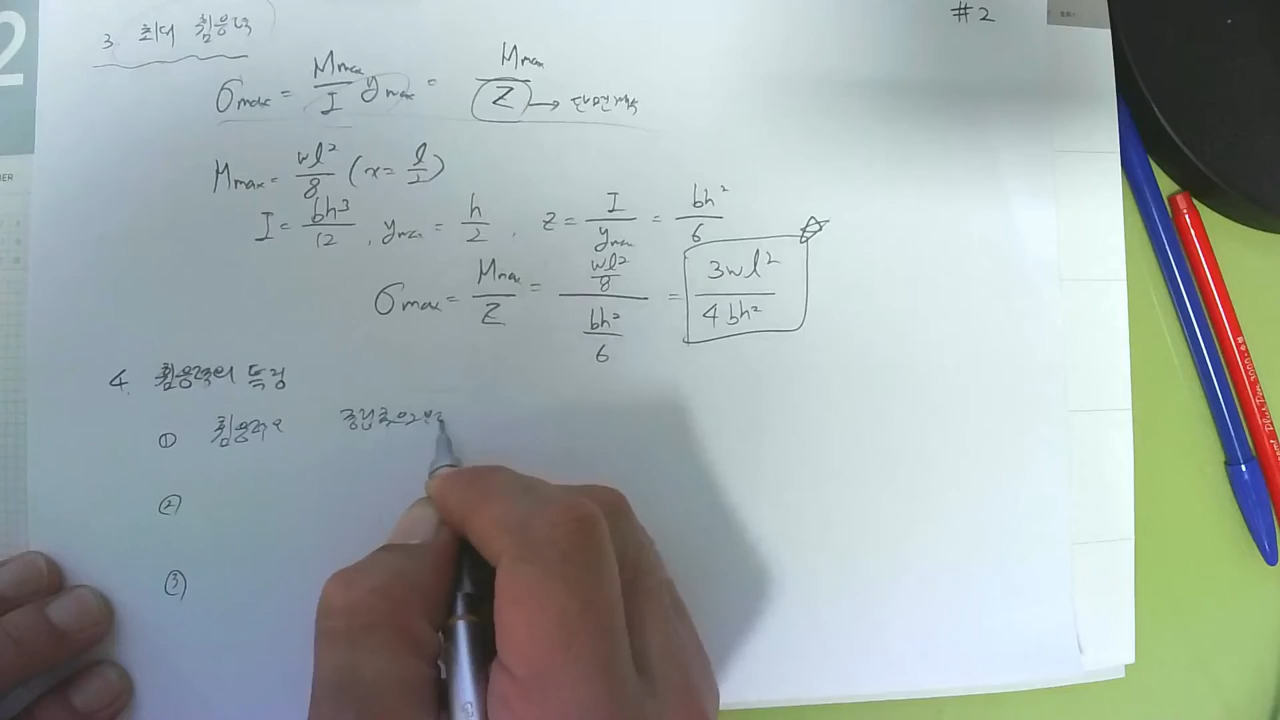 #2
3. 최대 휨응력
σmax = Mmax/I ymax = Mmax/Z → 단면계수
Mmax = wl²/8 (x = l/2)
I = bh³/12, ymax = h/2, Z = I/ymax = bh²/6
σmax = Mmax/Z = (wl²/8)/(bh²/6) = 3wl²/4bh²
4. 휨응력의 특징
① 휨응력은 중립축으로부터
②
③